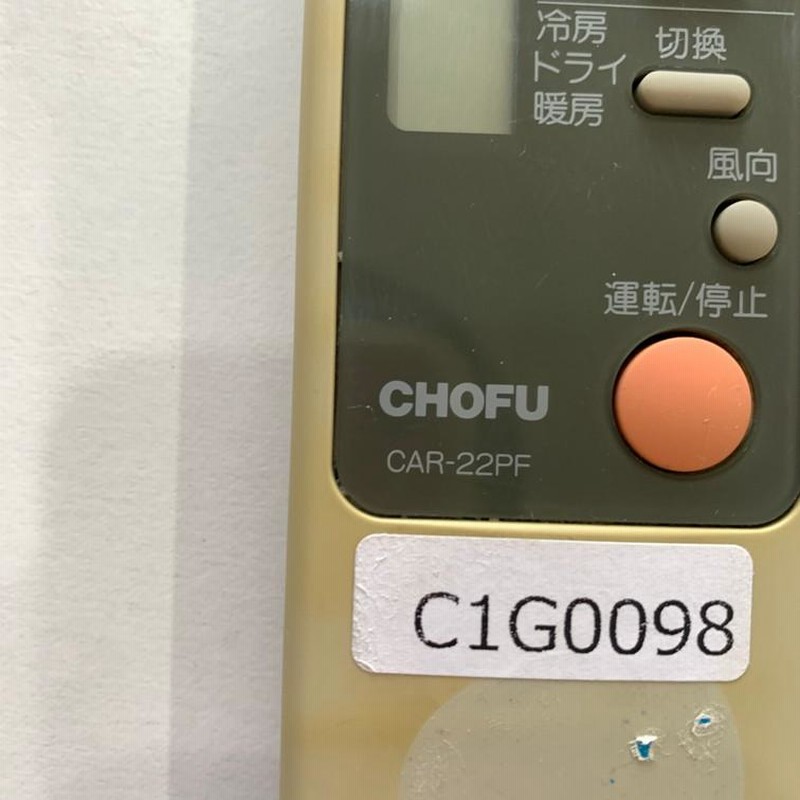 冷房
ドライ
暖房
切換
風向
運転/停止
CHOFU
CAR-22PF
C1G0098